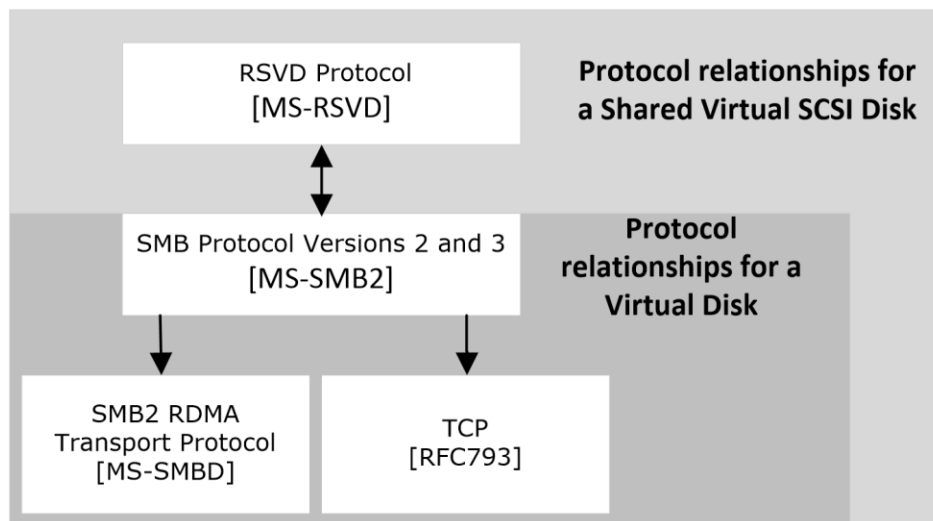 RSVD Protocol
[MS-RSVD]
Protocol relationships for
a Shared Virtual SCSI Disk
SMB Protocol Versions 2 and 3
[MS-SMB2]
Protocol
relationships for a
Virtual Disk
SMB2 RDMA
Transport Protocol
[MS-SMBD]
TCP
[RFC793]